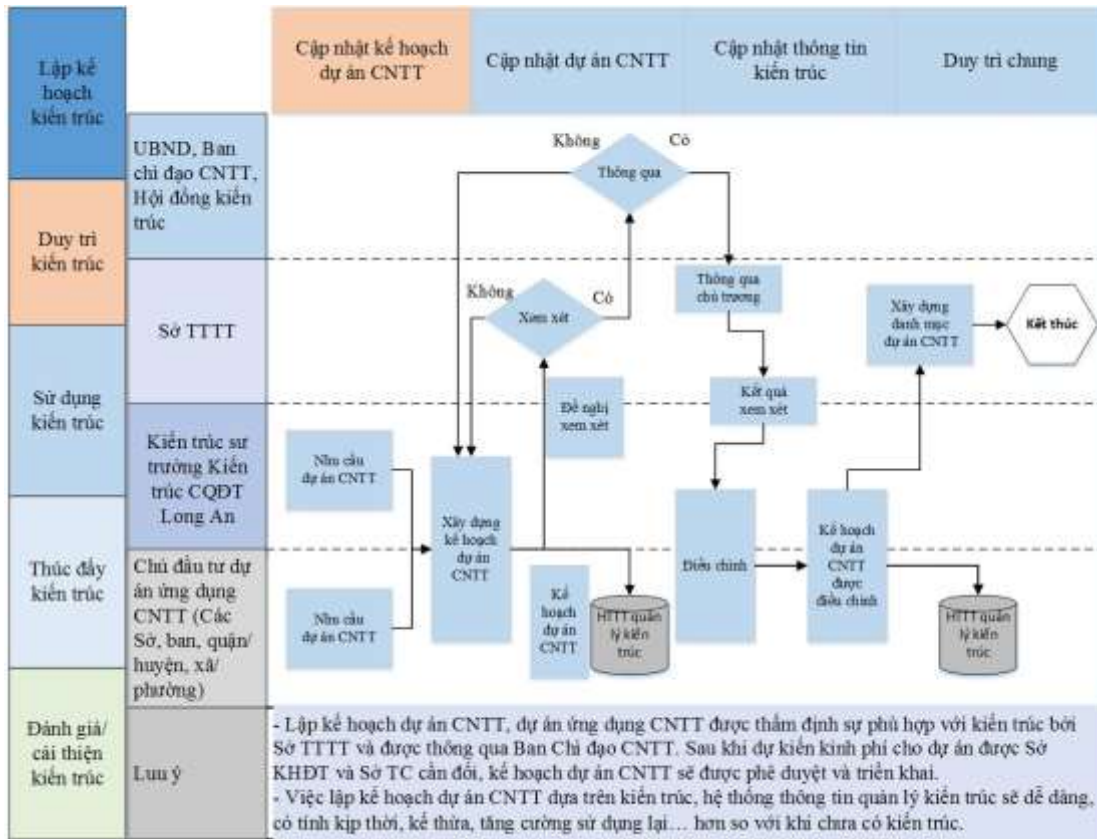 Lập kế
hoạch
kiến trúc
Duy trì
kiến trúc
Sử dụng
kiến trúc
Thúc đẩy
kiến trúc
Đánh giá/
cải thiện
kiến trúc
UBND, Ban
chỉ đạo CNTT,
Hội đồng kiến
trúc
Sở TTTT
Kiến trúc sư
trưởng Kiến
trúc CQĐT
Long An
Chủ đầu tư dự
án ứng dụng
CNTT (Các
Sở, ban, quận/
huyện, xã/
phường)
Lưu ý
Cập nhật kế hoạch
dự án CNTT
Cập nhật dự án CNTT
Cập nhật thông tin
kiến trúc
Duy trì chung
Không
Có
Thông qua
Không
Có
Xem xét
Thông qua
chủ trương
Xây dựng
danh mục
dự án CNTT
Kết thúc
Đề nghị
xem xét
Kết quả
xem xét
Nhu cầu
dự án CNTT
Xây dựng
kế hoạch
dự án
CNTT
Điều chỉnh
Kế hoạch
dự án
CNTT
được
điều chỉnh
Nhu cầu
dự án CNTT
Kế
hoạch
dự án
CNTT
HTTT quản
lý kiến
trúc
HTTT quản
lý kiến
trúc
- Lập kế hoạch dự án CNTT, dự án ứng dụng CNTT được thẩm định sự phù hợp với kiến trúc bởi
Sở TTTT và được thông qua Ban Chỉ đạo CNTT. Sau khi dự kiến kinh phí cho dự án được Sở
KHĐT và Sở TC cần đối, kế hoạch dự án CNTT sẽ được phê duyệt và triển khai.
- Việc lập kế hoạch dự án CNTT dựa trên kiến trúc, hệ thống thông tin quản lý kiến trúc sẽ dễ dàng,
có tính kịp thời, kế thừa, tăng cường sử dụng lại… hơn so với khi chưa có kiến trúc.